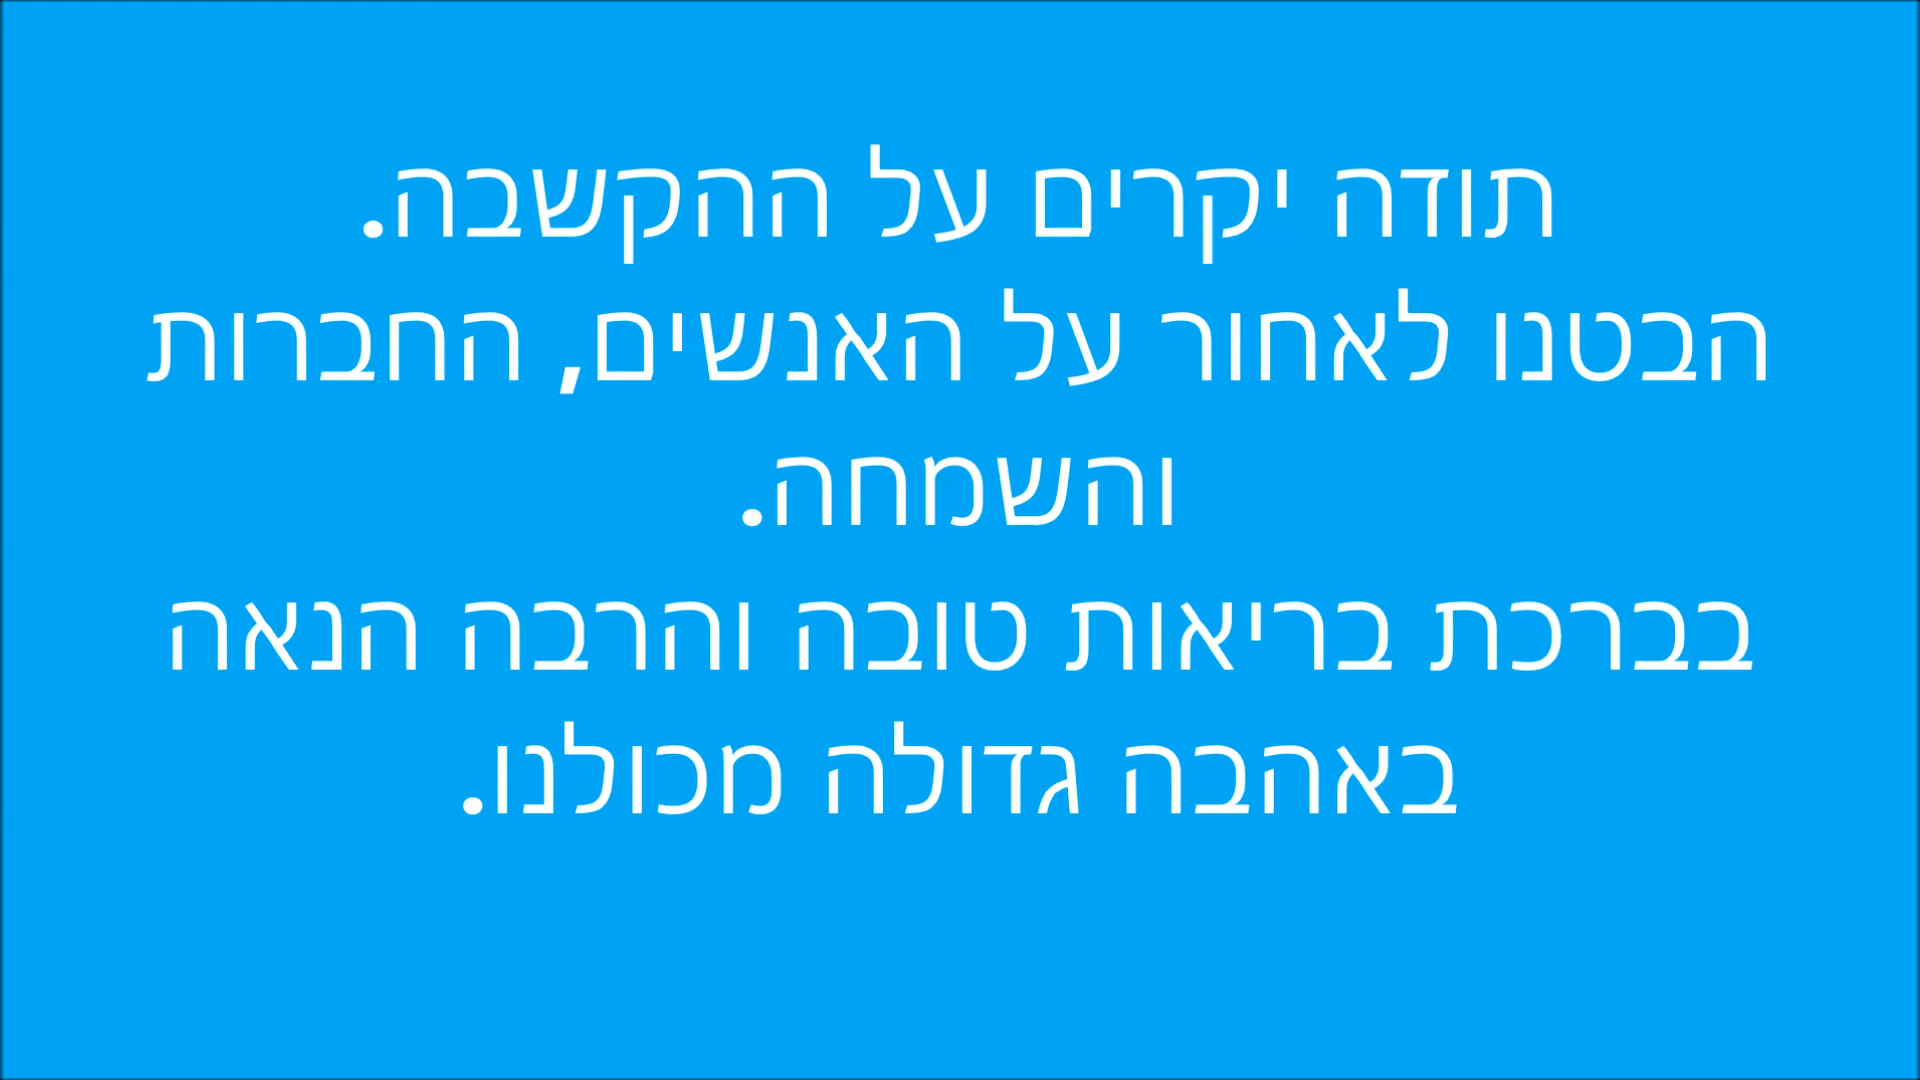 תודה יקרים על ההקשבה.
הבטנו לאחור על האנשים, החברות
והשמחה.
בברכת בריאות טובה והרבה הנאה
באהבה גדולה מכולנו.